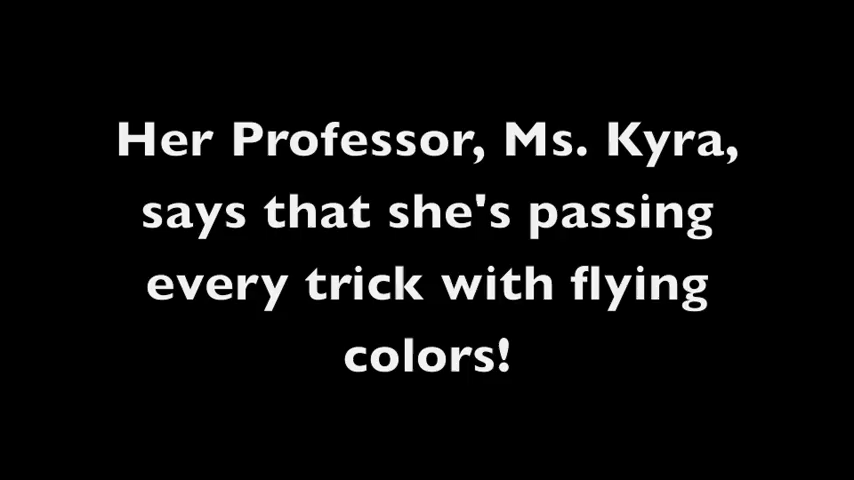 Her Professor, Ms. Kyra,
says that she's passing
every trick with flying
colors!